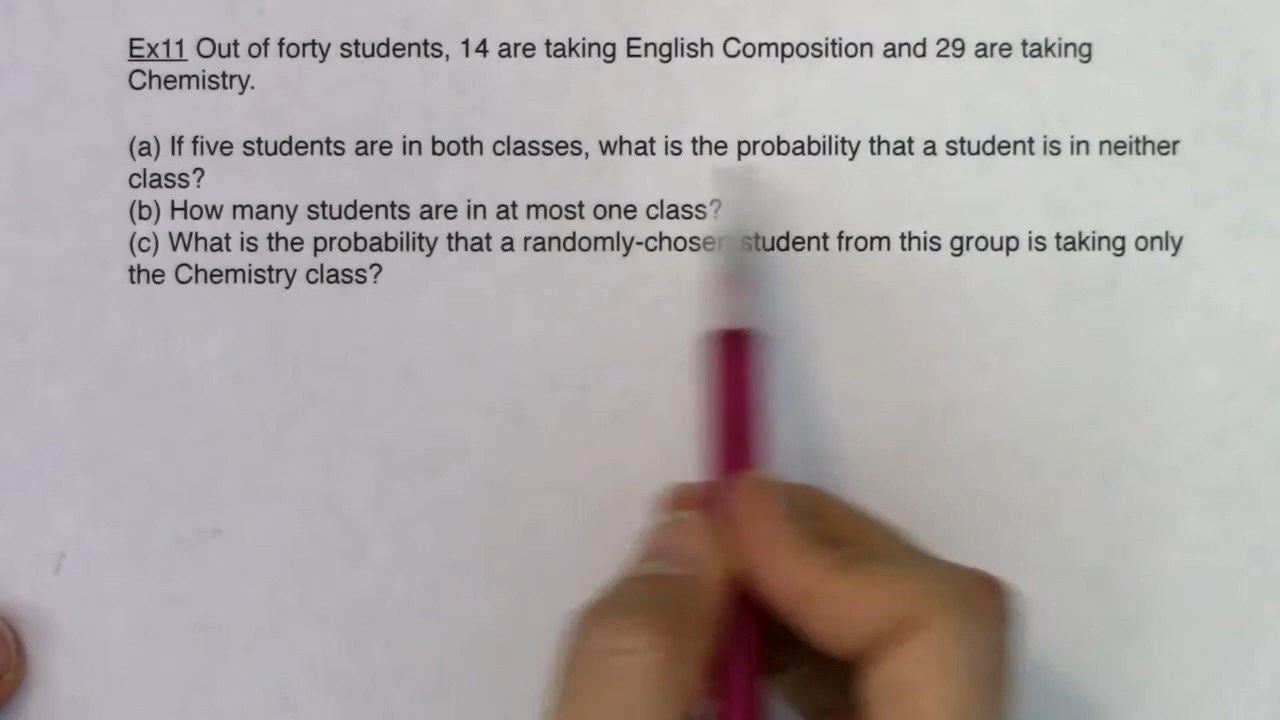 Ex11 Out of forty students, 14 are taking English Composition and 29 are taking
Chemistry.
(a) If five students are in both classes, what is the probability that a student is in neither
class?
(b) How many students are in at most one class?
(c) What is the probability that a randomly-chosen student from this group is taking only
the Chemistry class?